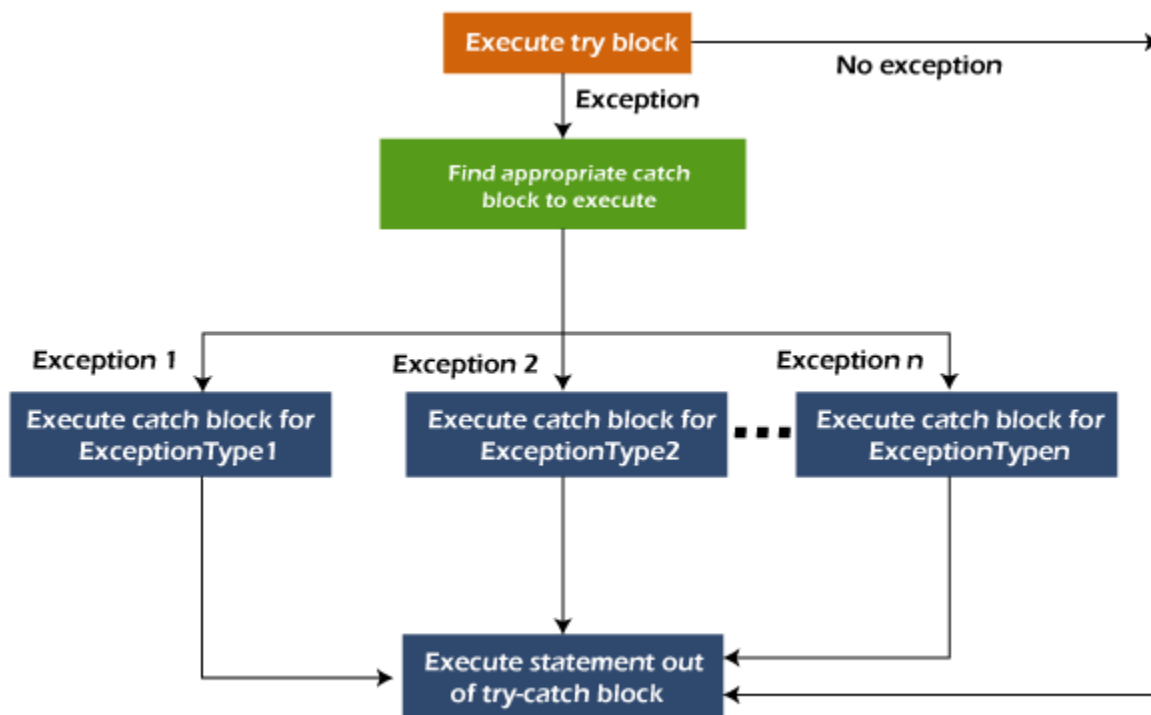 Execute try block
No exception
Exception
Find appropriate catch
block to execute
Exception 1
Exception 2
Exception n
Execute catch block for
ExceptionType1
Execute catch block for
ExceptionType2
Execute catch block for
ExceptionTypen
Execute statement out
of try-catch block